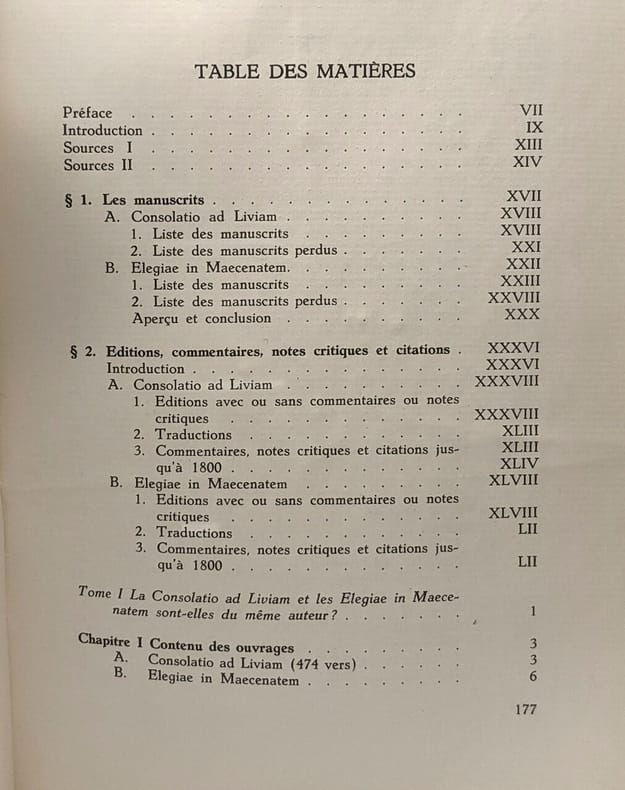 TABLE DES MATIÈRES
Préface . . . . . . . . . . . . . . . . . . VII
Introduction . . . . . . . . . . . . . . . . . IX
Sources I . . . . . . . . . . . . . . . . . XIII
Sources II . . . . . . . . . . . . . . . . . XIV
§ 1. Les manuscrits . . . . . . . . . . . . . . XVII
A. Consolatio ad Liviam . . . . . . . . . . XVIII
1. Liste des manuscrits . . . . . . . . . XVIII
2. Liste des manuscrits perdus . . . . . . . XXI
B. Elegiae in Maecenatem. . . . . . . . . . XXII
1. Liste des manuscrits . . . . . . . . . XXIII
2. Liste des manuscrits perdus . . . . . . . XXVIII
Aperçu et conclusion . . . . . . . . . . XXX
§ 2. Editions, commentaires, notes critiques et citations . XXXVI
Introduction . . . . . . . . . . . . . . . XXXVI
A. Consolatio ad Liviam . . . . . . . . . . XXXVIII
1. Editions avec ou sans commentaires ou notes
critiques . . . . . . . . . . . . . XXXVIII
2. Traductions . . . . . . . . . . . . XLIII
3. Commentaires, notes critiques et citations jus- XLIII
qu'à 1800 . . . . . . . . . . . . . XLIV
B. Elegiae in Maecenatem . . . . . . . . . . XLVIII
1. Editions avec ou sans commentaires ou notes
critiques . . . . . . . . . . . . . XLVIII
2. Traductions . . . . . . . . . . . . LII
3. Commentaires, notes critiques et citations jus-
qu'à 1800 . . . . . . . . . . . . . LII
Tome I La Consolatio ad Liviam et les Elegiae in Maece-
natem sont-elles du même auteur ? . . . . . . . 1
Chapitre I Contenu des ouvrages . . . . . . . . . 3
A. Consolatio ad Liviam (474 vers) . . . . . . 3
B. Elegiae in Maecenatem . . . . . . . . . 6
177